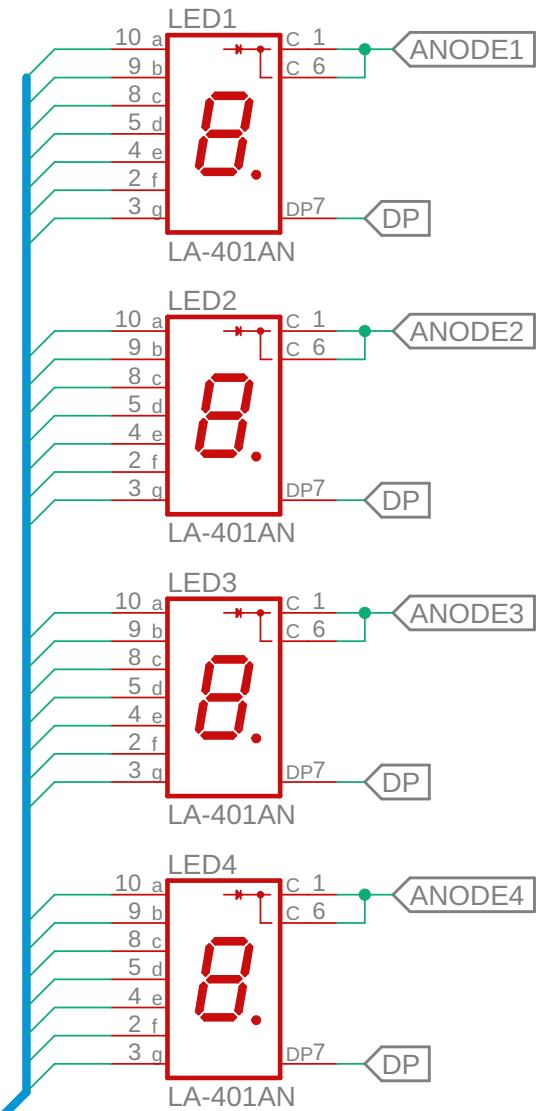 LED1
10 a C 1 ANODE1
9 b C 6
8 c
5 d
4 e
2 f
3 g DP7 DP
LA-401AN
LED2
10 a C 1 ANODE2
9 b C 6
8 c
5 d
4 e
2 f
3 g DP7 DP
LA-401AN
LED3
10 a C 1 ANODE3
9 b C 6
8 c
5 d
4 e
2 f
3 g DP7 DP
LA-401AN
LED4
10 a C 1 ANODE4
9 b C 6
8 c
5 d
4 e
2 f
3 g DP7 DP
LA-401AN